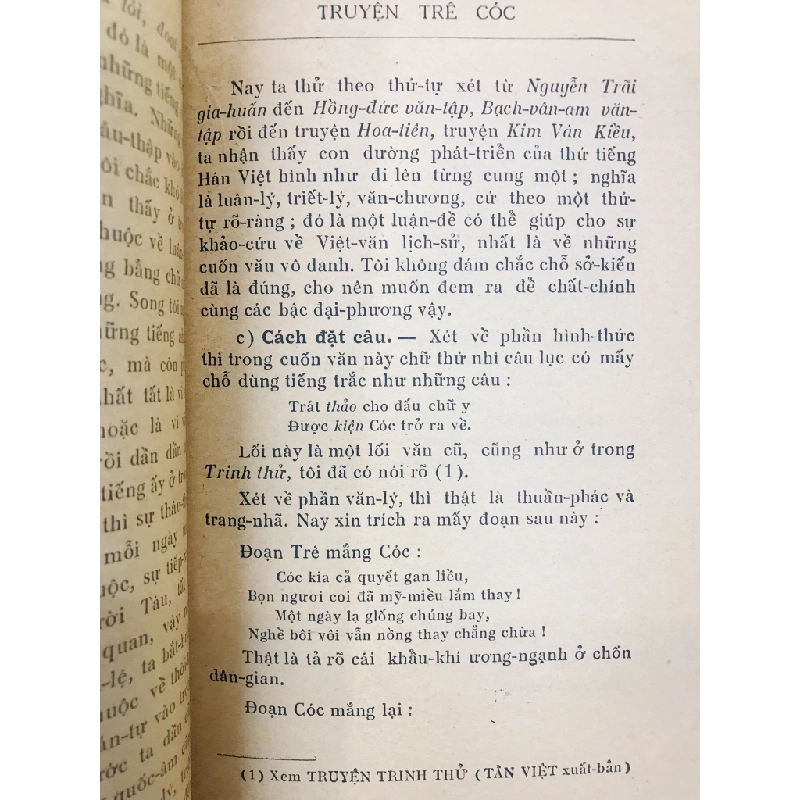 TRUYỆN TRÊ CÓC
Nay ta thử theo thứ-tự xét từ Nguyễn Trãi
gia-huấn đến Hồng-đức văn-tập, Bạch-vân-am văn-
tập rồi đến truyện Hoa-tiên, truyện Kim Vân Kiều,
ta nhận thấy con đường phát-triển của thứ tiếng
Hán Việt hình như đi lên từng cung một ; nghĩa
là luân-lý, triết-lý, văn-chương, cứ theo một thứ-
tự rõ-ràng ; đó là một luận-đề có thể giúp cho sự
khảo-cứu về Việt-văn lịch-sử, nhất là về những
cuốn văn vô danh. Tôi không dám chắc chỗ sở-kiến
đã là đúng, cho nên muốn đem ra để chất-chính
cùng các bậc đại-phương vậy.
c) Cách đặt câu. — Xét về phần hình-thức
thì trong cuốn văn này chữ thứ nhì câu lục có mấy
chỗ dùng tiếng trắc như những câu :
Trát thảo cho dấu chữ y
Được kiện Cóc trở ra về.
Lối này là một lối văn cũ, cũng như ở trong
Trinh thử, tôi đã có nói rõ (1).
Xét về phần văn-lý, thì thật là thuần-phác và
trang-nhã. Nay xin trích ra mấy đoạn sau này :
Đoạn Trê mắng Cóc :
Cóc kia cả quyết gan liều,
Bọn ngươi coi đã mỹ-miều lắm thay !
Một ngày lạ giống chúng bay,
Nghề bôi vôi vẫn nồng thay chẳng chừa !
Thật là tả rõ cái khẩu-khí ương-ngạnh ở chốn
dân-gian.
Đoạn Cóc mắng lại :
(1) Xem TRUYỆN TRINH THỬ (TÂN VIỆT xuất-bản)